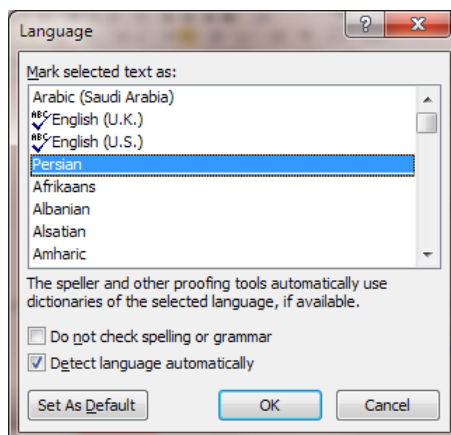 Language
Mark selected text as:
Arabic (Saudi Arabia)
ABC English (U.K.)
ABC English (U.S.)
Persian
Afrikaans
Albanian
Alsatian
Amharic
The speller and other proofing tools automatically use
dictionaries of the selected language, if available.
Do not check spelling or grammar
Detect language automatically
Set As Default OK Cancel